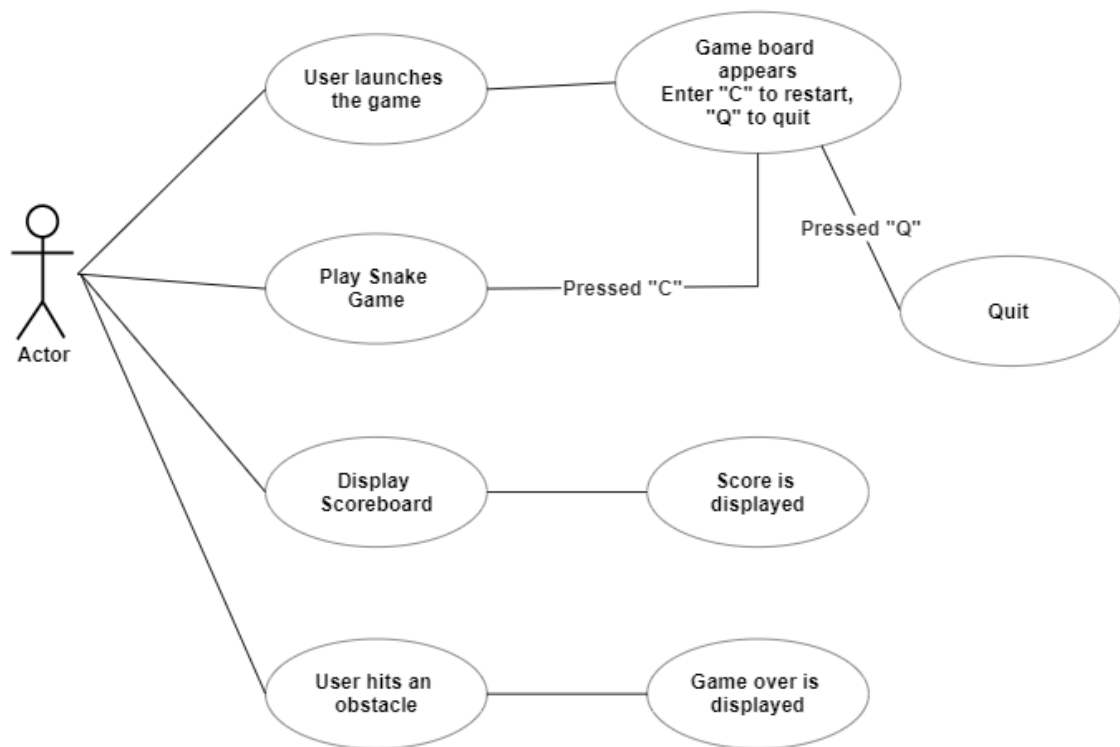 User launches
the game
Game board
appears
Enter "C" to restart,
"Q" to quit
Pressed "Q"
Play Snake
Game
Pressed "C"
Quit
Actor
Display
Scoreboard
Score is
displayed
User hits an
obstacle
Game over is
displayed